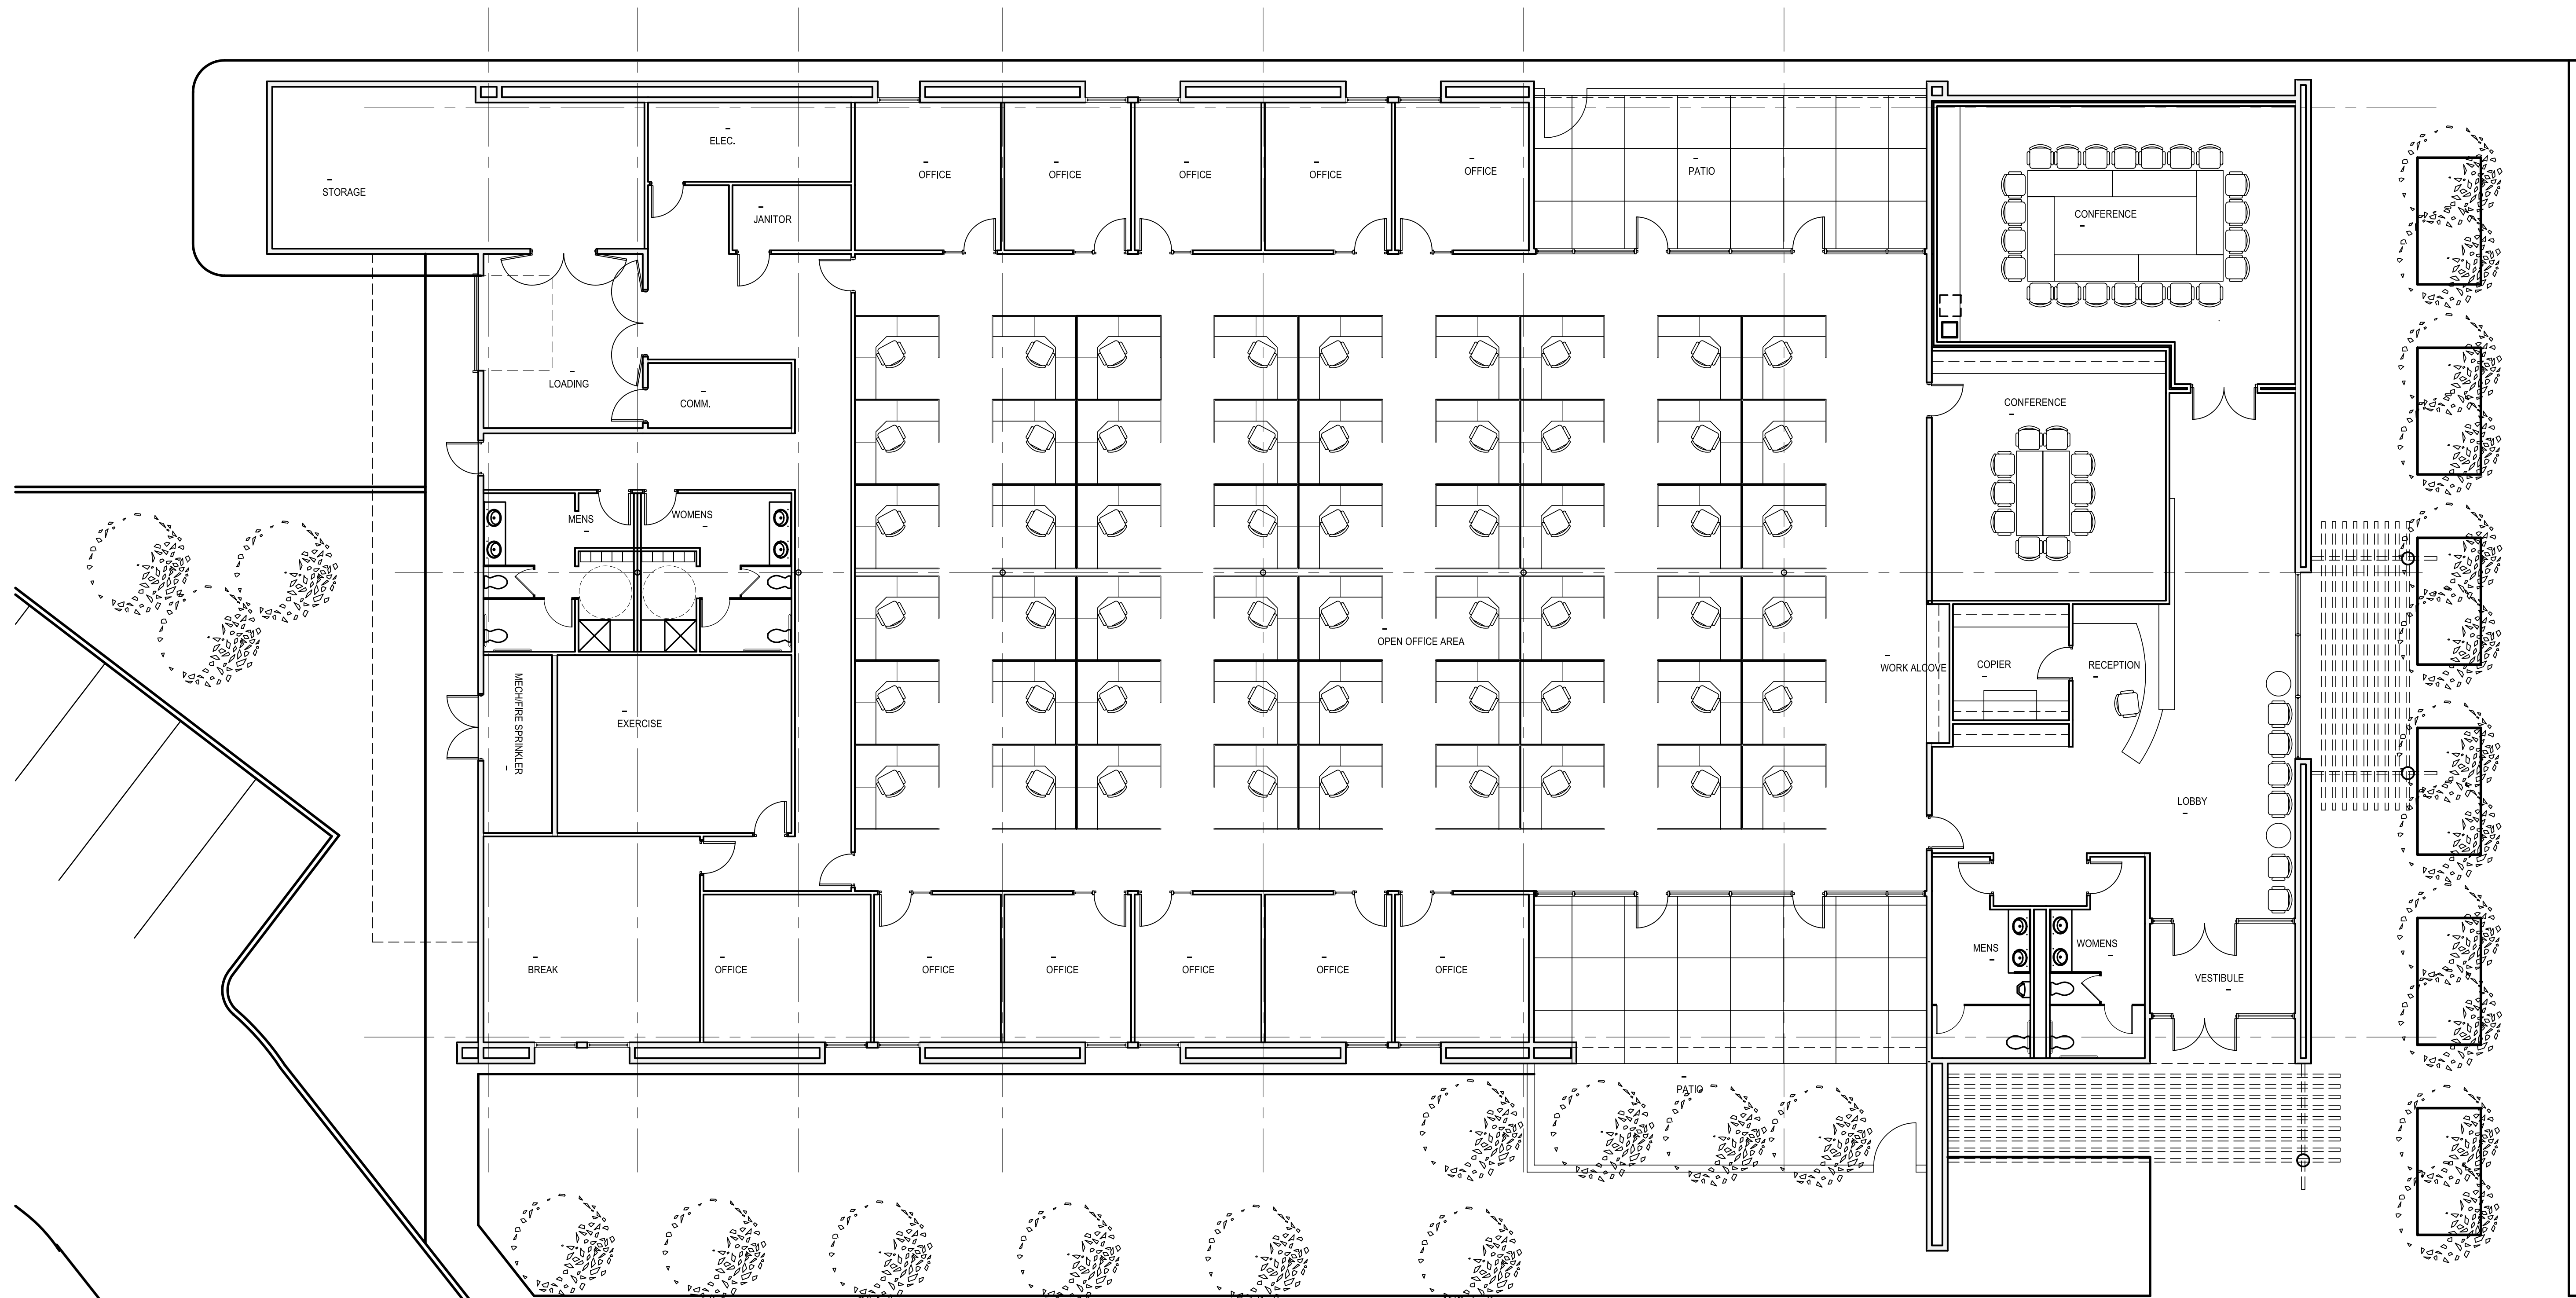 ELEC.
OFFICE
OFFICE
OFFICE
OFFICE
OFFICE
PATIO
STORAGE
JANITOR
CONFERENCE
LOADING
COMM.
CONFERENCE
MENS
WOMENS
OPEN OFFICE AREA
WORK ALCOVE
COPIER
RECEPTION
MECH/FIRE SPRINKLER
EXERCISE
LOBBY
BREAK
OFFICE
OFFICE
OFFICE
OFFICE
OFFICE
OFFICE
MENS
WOMENS
VESTIBULE
PATIO